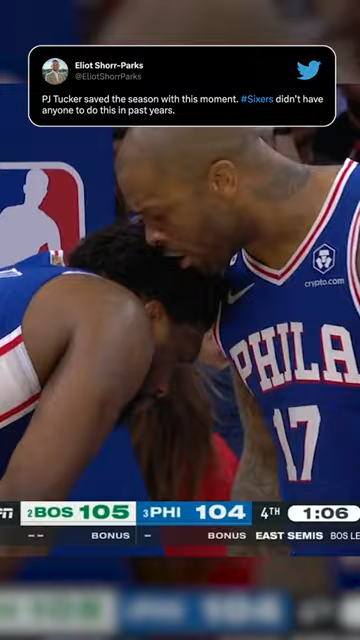 Eliot Shorr-Parks
@EliotShorrParks
PJ Tucker saved the season with this moment. #Sixers didn't have
anyone to do this in past years.
crypto.com
PHILA
17
2 BOS 105 3 PHI 104 4TH 1:06
-- BONUS - BONUS EAST SEMIS BOS LE